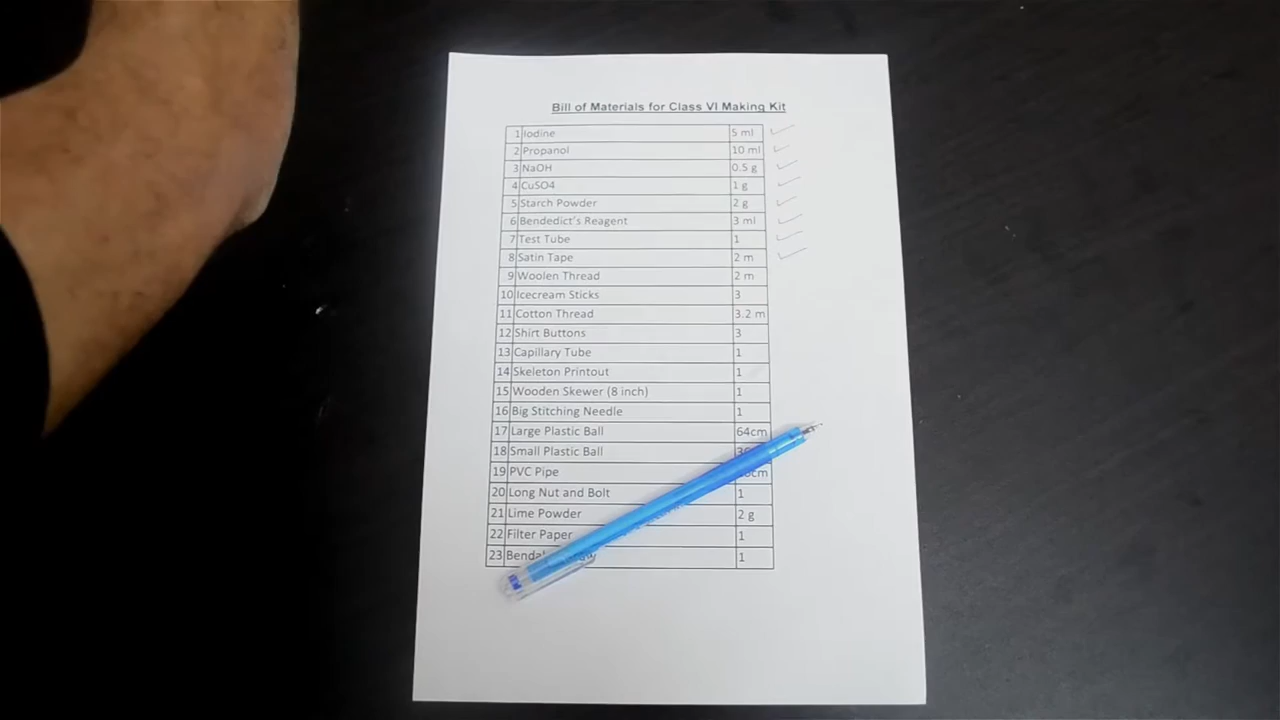 Bill of Materials for Class VI Making Kit
1 Iodine 5 ml
2 Propanol 10 ml
3 NaOH 0.5 g
4 CuSO4 1 g
5 Starch Powder 2 g
6 Bendedict's Reagent 3 ml
7 Test Tube 1
8 Satin Tape 2 m
9 Woolen Thread 2 m
10 Icecream Sticks 3
11 Cotton Thread 3.2 m
12 Shirt Buttons 3
13 Capillary Tube 1
14 Skeleton Printout 1
15 Wooden Skewer (8 inch) 1
16 Big Stitching Needle 1
17 Large Plastic Ball 64cm
18 Small Plastic Ball
19 PVC Pipe
20 Long Nut and Bolt 1
21 Lime Powder 2 g
22 Filter Paper 1
23 1